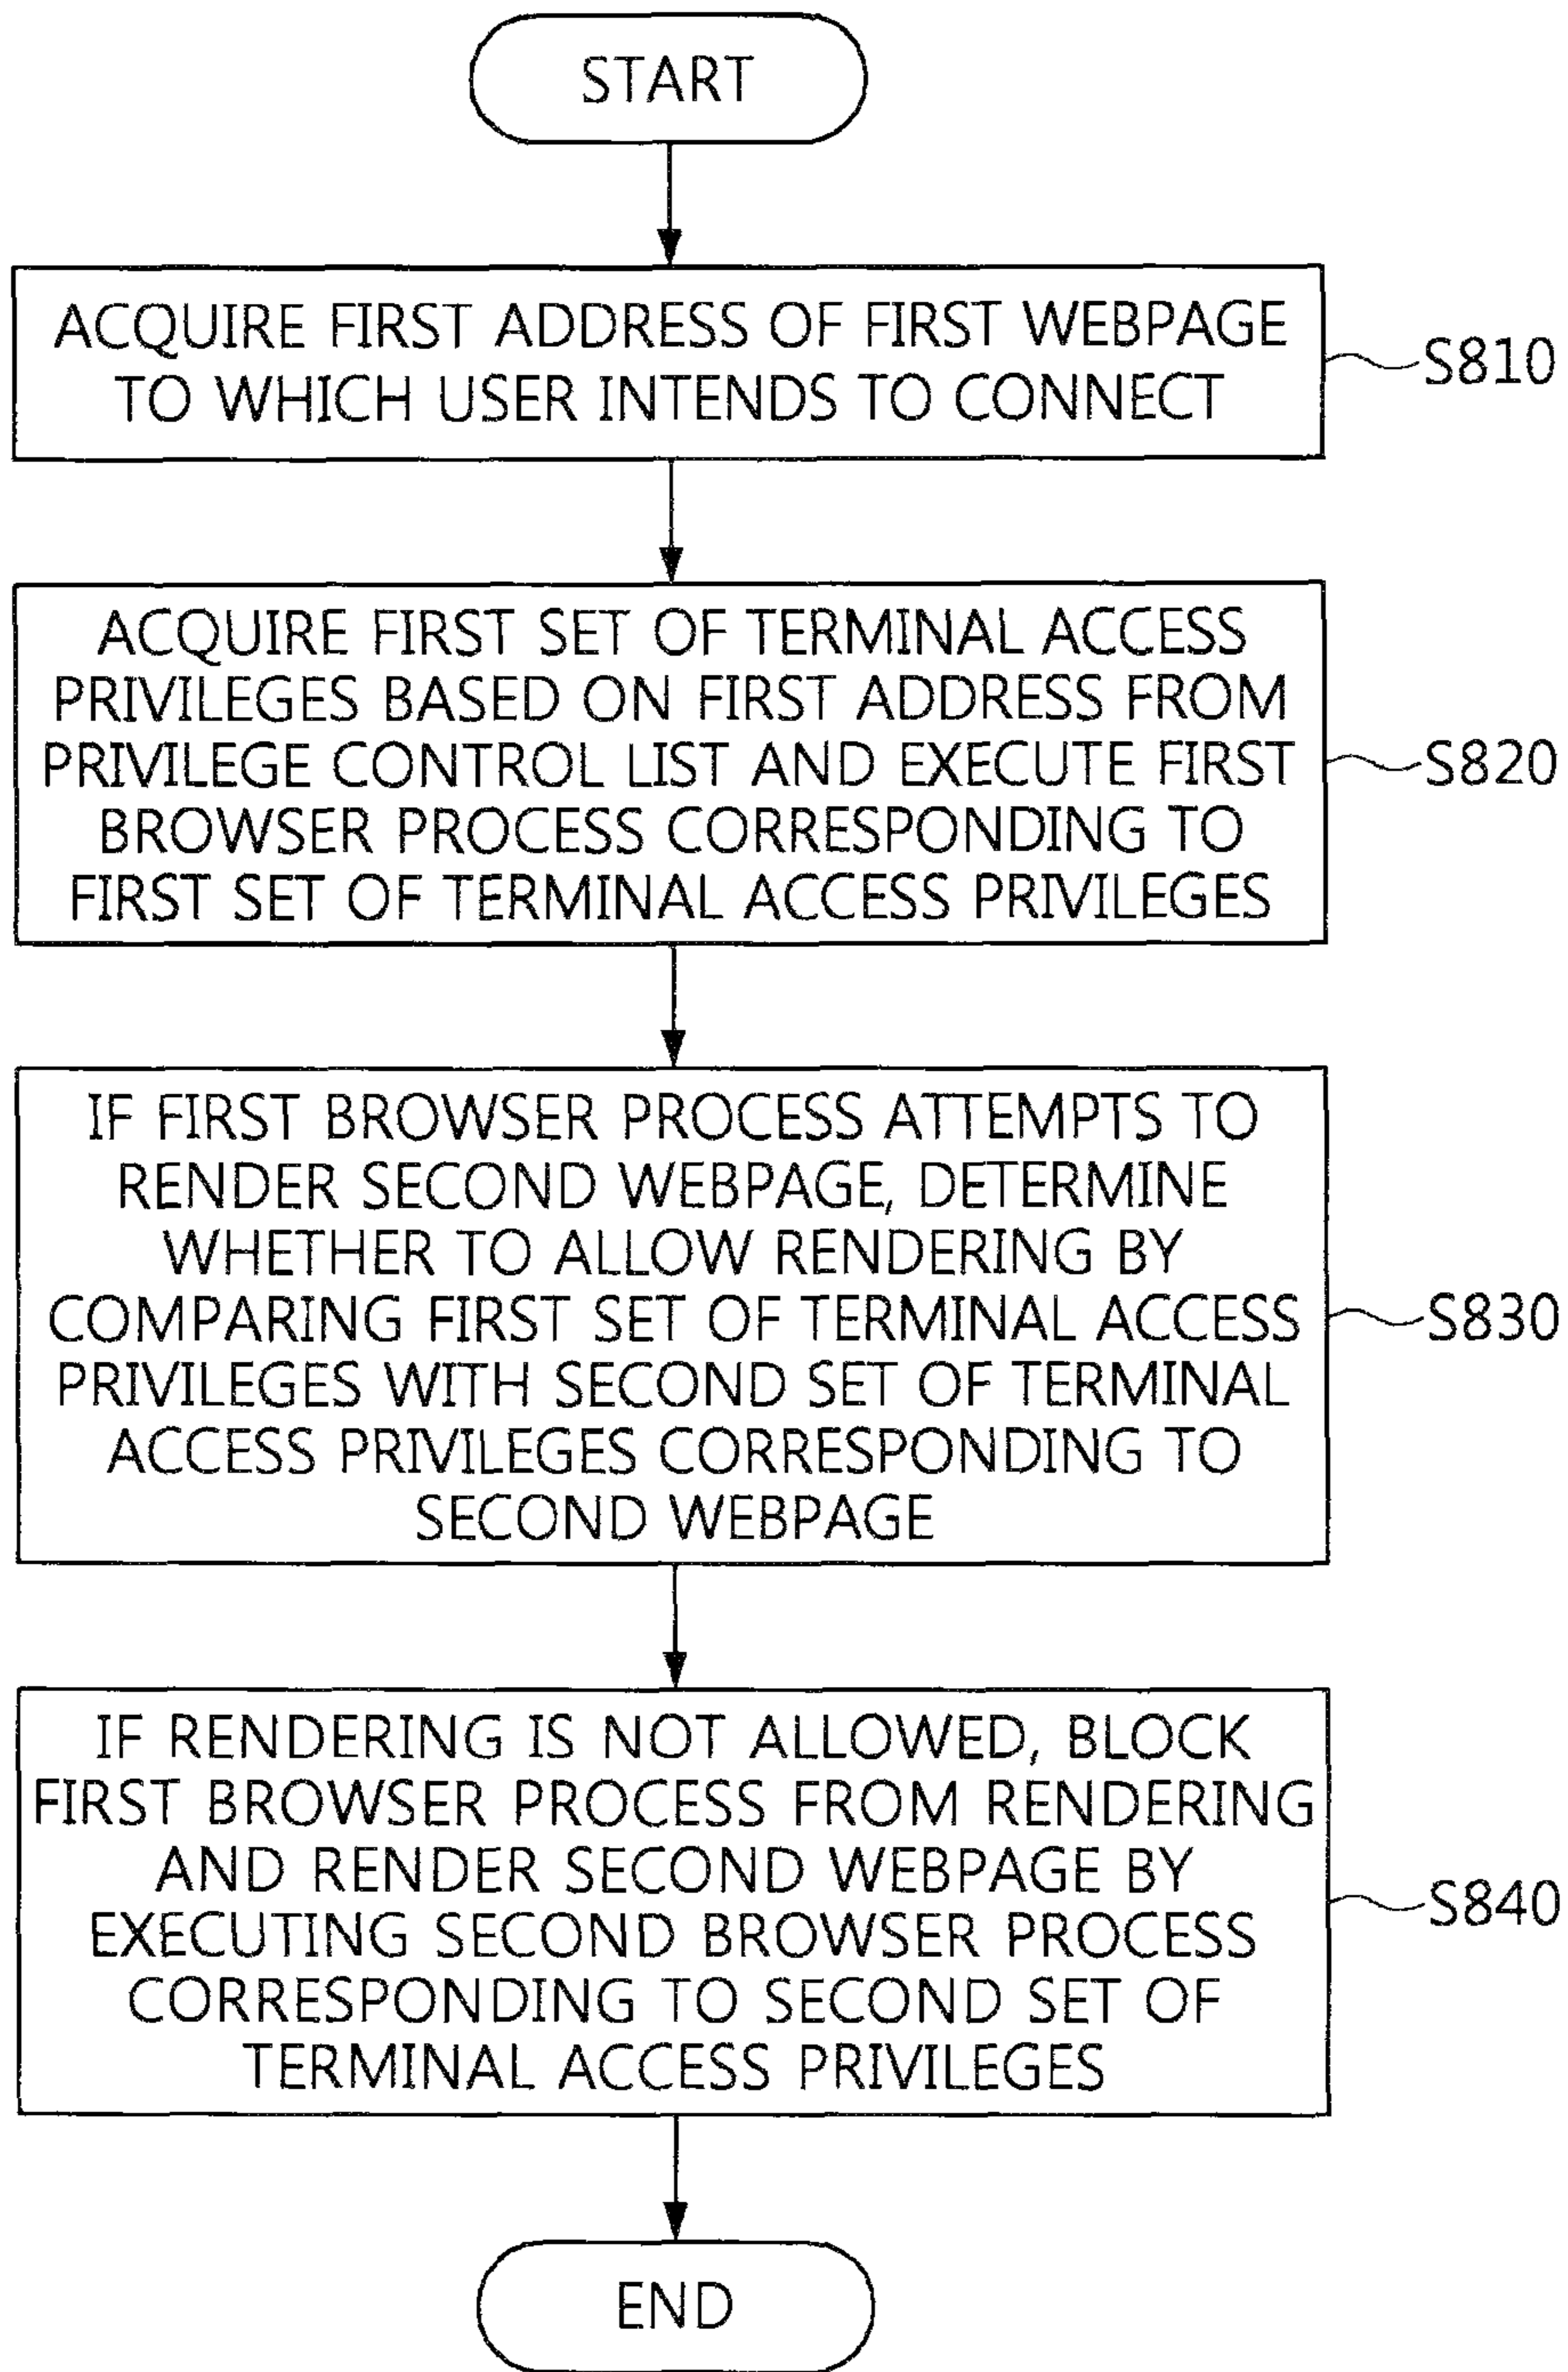 START
ACQUIRE FIRST ADDRESS OF FIRST WEBPAGE
TO WHICH USER INTENDS TO CONNECT
S810
ACQUIRE FIRST SET OF TERMINAL ACCESS
PRIVILEGES BASED ON FIRST ADDRESS FROM
PRIVILEGE CONTROL LIST AND EXECUTE FIRST
BROWSER PROCESS CORRESPONDING TO
FIRST SET OF TERMINAL ACCESS PRIVILEGES
S820
IF FIRST BROWSER PROCESS ATTEMPTS TO
RENDER SECOND WEBPAGE, DETERMINE
WHETHER TO ALLOW RENDERING BY
COMPARING FIRST SET OF TERMINAL ACCESS
PRIVILEGES WITH SECOND SET OF TERMINAL
ACCESS PRIVILEGES CORRESPONDING TO
SECOND WEBPAGE
S830
IF RENDERING IS NOT ALLOWED, BLOCK
FIRST BROWSER PROCESS FROM RENDERING
AND RENDER SECOND WEBPAGE BY
EXECUTING SECOND BROWSER PROCESS
CORRESPONDING TO SECOND SET OF
TERMINAL ACCESS PRIVILEGES
S840
END